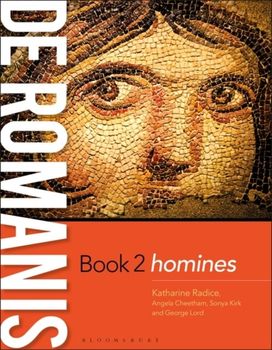 DE ROMANIS
Book 2 homines
Katharine Radice,
Angela Cheetham, Sonya Kirk
and George Lord
BLOOMSBURY